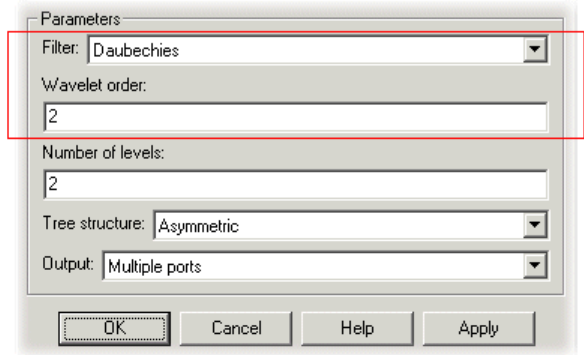 Parameters
Filter: Daubechies
Wavelet order:
2
Number of levels:
2
Tree structure: Asymmetric
Output: Multiple ports
OK Cancel Help Apply